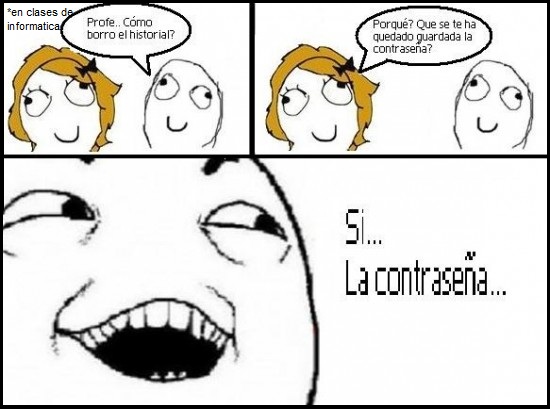 *en clases de
informatica
Profe.. Cómo
borro el historial?
Porqué? Que se te ha
quedado guardada la
contraseña?
Si...
La contraseña...